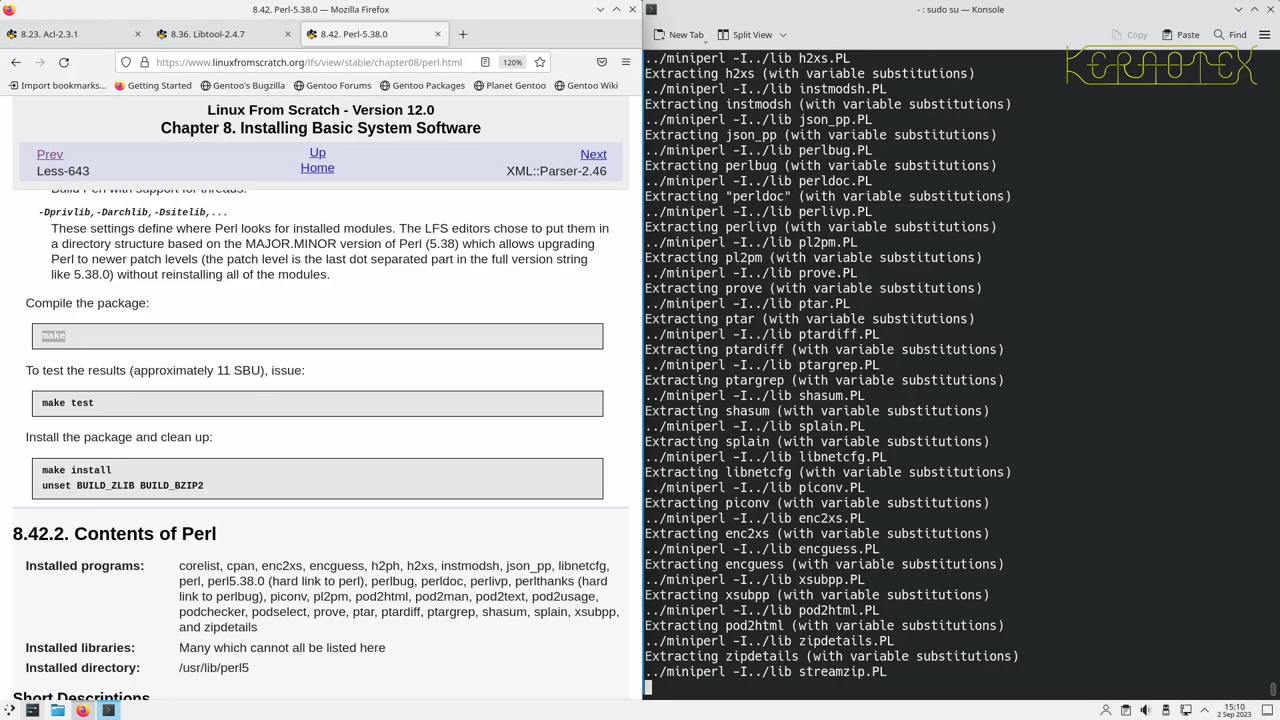 8.42. Perl-5.38.0 — Mozilla Firefox
8.23. Acl-2.3.1
8.36. Libtool-2.4.7
8.42. Perl-5.38.0
https://www.linuxfromscratch.org/lfs/view/stable/chapter08/perl.html
120%
Import bookmarks...
Getting Started
Gentoo's Bugzilla
Gentoo Forums
Gentoo Packages
Planet Gentoo
Gentoo Wiki
Linux From Scratch - Version 12.0
Chapter 8. Installing Basic System Software
Prev
Up
Next
Less-643
Home
XML::Parser-2.46
Build Perl with support for threads.
-Dprivlib,-Darchlib,-Dsitelib,...
These settings define where Perl looks for installed modules. The LFS editors chose to put them in
a directory structure based on the MAJOR.MINOR version of Perl (5.38) which allows upgrading
Perl to newer patch levels (the patch level is the last dot separated part in the full version string
like 5.38.0) without reinstalling all of the modules.
Compile the package:
make
To test the results (approximately 11 SBU), issue:
make test
Install the package and clean up:
make install
unset BUILD_ZLIB BUILD_BZIP2
8.42.2. Contents of Perl
Installed programs:
corelist, cpan, enc2xs, encguess, h2ph, h2xs, instmodsh, json_pp, libnetcfg,
perl, perl5.38.0 (hard link to perl), perlbug, perldoc, perlivp, perlthanks (hard
link to perlbug), piconv, pl2pm, pod2html, pod2man, pod2text, pod2usage,
podchecker, podselect, prove, ptar, ptardiff, ptargrep, shasum, splain, xsubpp,
and zipdetails
Installed libraries:
Many which cannot all be listed here
Installed directory:
/usr/lib/perl5
Short Descriptions
- : sudo su — Konsole
New Tab
Split View
Copy
Paste
Find
KERNOTEX
../miniperl -I../lib h2xs.PL
Extracting h2xs (with variable substitutions)
../miniperl -I../lib instmodsh.PL
Extracting instmodsh (with variable substitutions)
../miniperl -I../lib json_pp.PL
Extracting json_pp (with variable substitutions)
../miniperl -I../lib perlbug.PL
Extracting perlbug (with variable substitutions)
../miniperl -I../lib perldoc.PL
Extracting "perldoc" (with variable substitutions)
../miniperl -I../lib perlivp.PL
Extracting perlivp (with variable substitutions)
../miniperl -I../lib pl2pm.PL
Extracting pl2pm (with variable substitutions)
../miniperl -I../lib prove.PL
Extracting prove (with variable substitutions)
../miniperl -I../lib ptar.PL
Extracting ptar (with variable substitutions)
../miniperl -I../lib ptardiff.PL
Extracting ptardiff (with variable substitutions)
../miniperl -I../lib ptargrep.PL
Extracting ptargrep (with variable substitutions)
../miniperl -I../lib shasum.PL
Extracting shasum (with variable substitutions)
../miniperl -I../lib splain.PL
Extracting splain (with variable substitutions)
../miniperl -I../lib libnetcfg.PL
Extracting libnetcfg (with variable substitutions)
../miniperl -I../lib piconv.PL
Extracting piconv (with variable substitutions)
../miniperl -I../lib enc2xs.PL
Extracting enc2xs (with variable substitutions)
../miniperl -I../lib encguess.PL
Extracting encguess (with variable substitutions)
../miniperl -I../lib xsubpp.PL
Extracting xsubpp (with variable substitutions)
../miniperl -I../lib pod2html.PL
Extracting pod2html (with variable substitutions)
../miniperl -I../lib zipdetails.PL
Extracting zipdetails (with variable substitutions)
../miniperl -I../lib streamzip.PL
15:10
2 Sep 2023